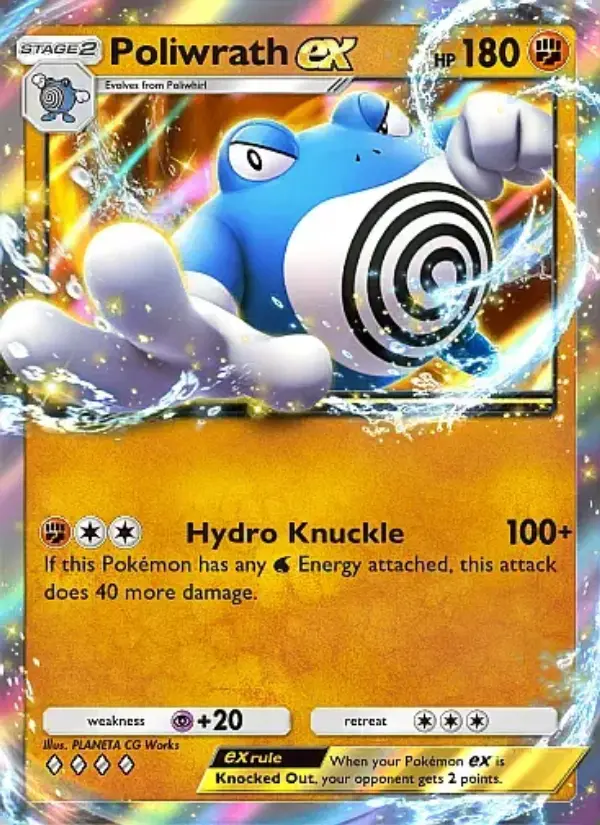 STAGE 2 Poliwrath ex HP 180
Evolves from Poliwhirl
Hydro Knuckle 100+
If this Pokémon has any Energy attached, this attack
does 40 more damage.
weakness +20 retreat
Illus. PLANETA CG Works
ex rule When your Pokémon ex is
Knocked Out, your opponent gets 2 points.